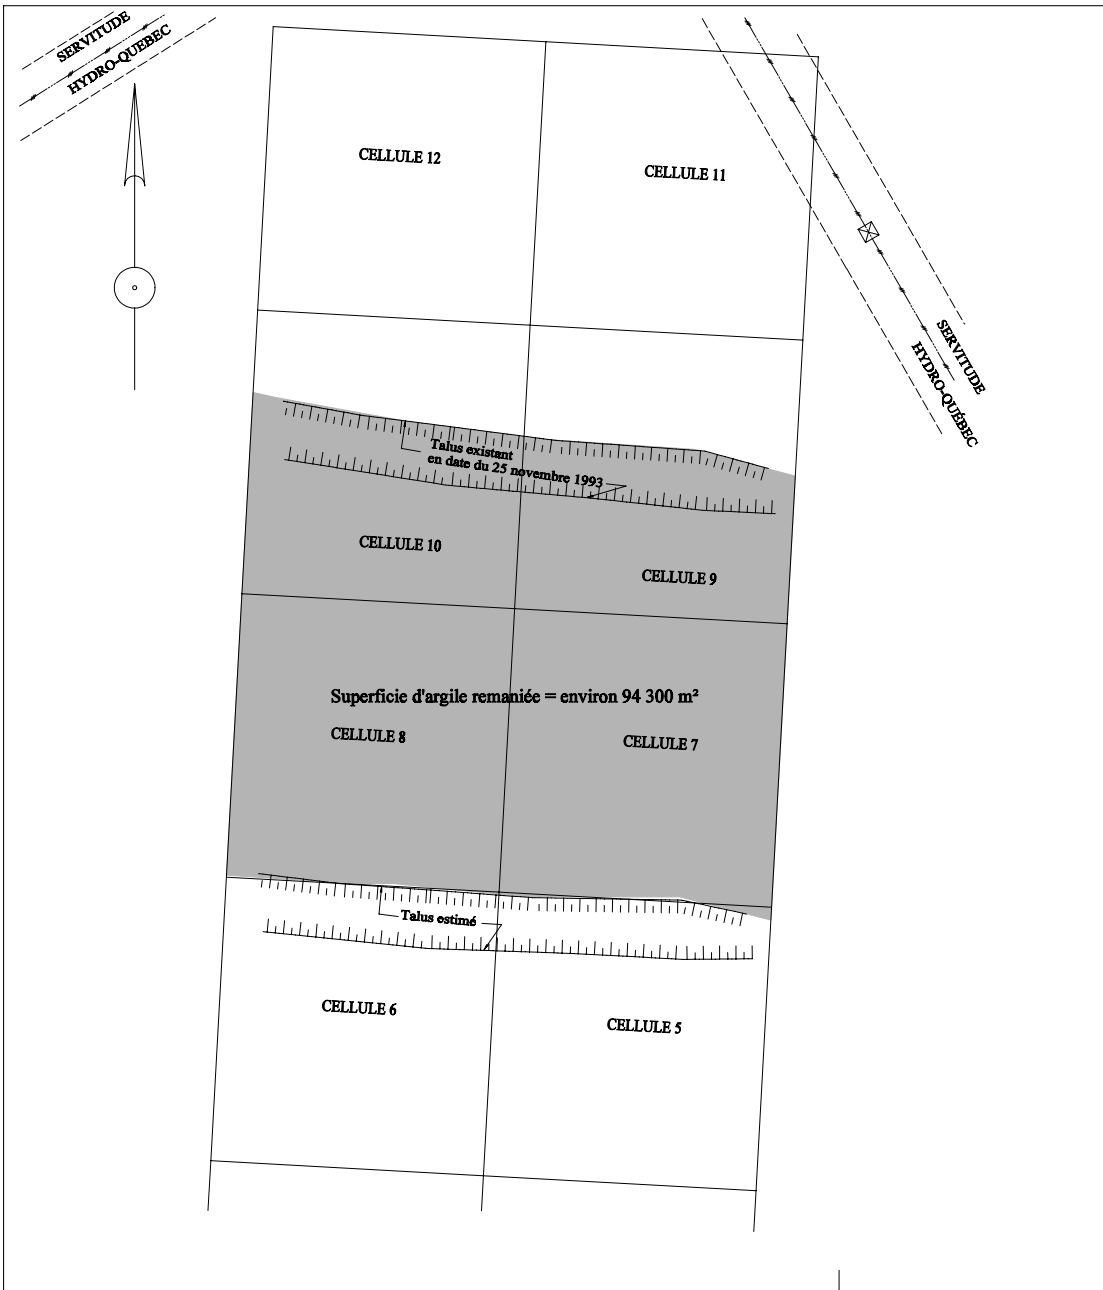 SERVITUDE
HYDRO-QUEBEC
CELLULE 12
CELLULE 11
SERVITUDE
HYDRO-QUÉBEC
Talus existant
en date du 25 novembre 1993
CELLULE 10
CELLULE 9
Superficie d'argile remaniée = environ 94 300 m²
CELLULE 8
CELLULE 7
Talus estimé
CELLULE 6
CELLULE 5